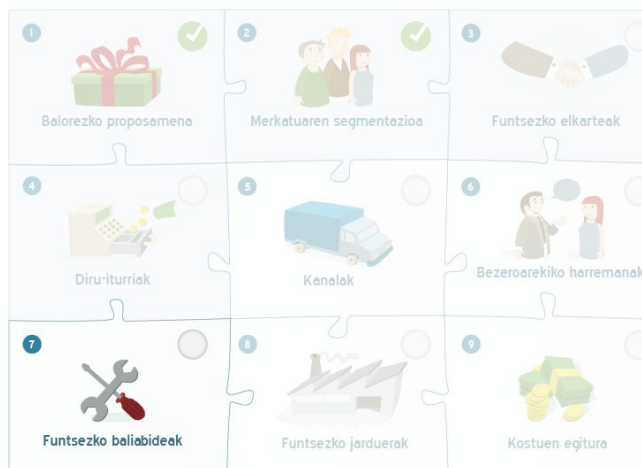 1
Balorezko proposamena
2
Merkatuaren segmentazioa
3
Funtsezko elkarteak
4
Diru-iturriak
5
Kanalak
6
Bezeroarekiko harremanak
7
Funtsezko baliabideak
8
Funtsezko jarduerak
9
Kostuen egitura